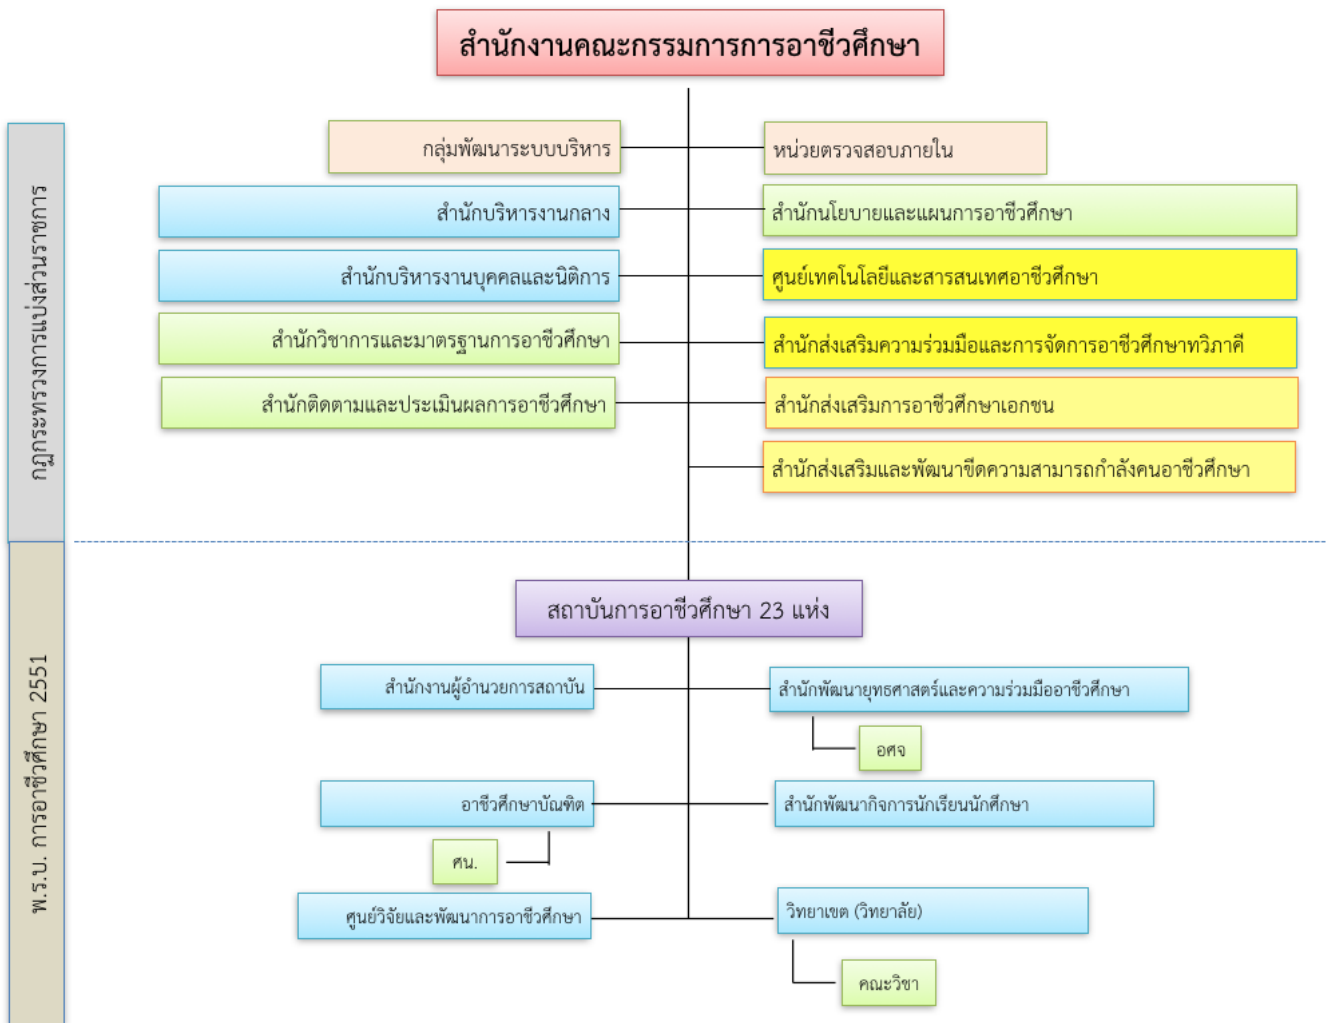 สำนักงานคณะกรรมการการอาชีวศึกษา
กฎกระทรวงการแบ่งส่วนราชการ
กลุ่มพัฒนาระบบบริหาร
หน่วยตรวจสอบภายใน
สำนักบริหารงานกลาง
สำนักนโยบายและแผนการอาชีวศึกษา
สำนักบริหารงานบุคคลและนิติการ
ศูนย์เทคโนโลยีและสารสนเทศอาชีวศึกษา
สำนักวิชาการและมาตรฐานการอาชีวศึกษา
สำนักส่งเสริมความร่วมมือและการจัดการอาชีวศึกษาทวิภาคี
สำนักติดตามและประเมินผลการอาชีวศึกษา
สำนักส่งเสริมการอาชีวศึกษาเอกชน
สำนักส่งเสริมและพัฒนาขีดความสามารถกำลังคนอาชีวศึกษา
พ.ร.บ. การอาชีวศึกษา 2551
สถาบันการอาชีวศึกษา 23 แห่ง
สำนักงานผู้อำนวยการสถาบัน
สำนักพัฒนายุทธศาสตร์และความร่วมมืออาชีวศึกษา
อศจ
อาชีวศึกษาบัณฑิต
สำนักพัฒนากิจการนักเรียนนักศึกษา
ศน.
ศูนย์วิจัยและพัฒนาการอาชีวศึกษา
วิทยาเขต (วิทยาลัย)
คณะวิชา